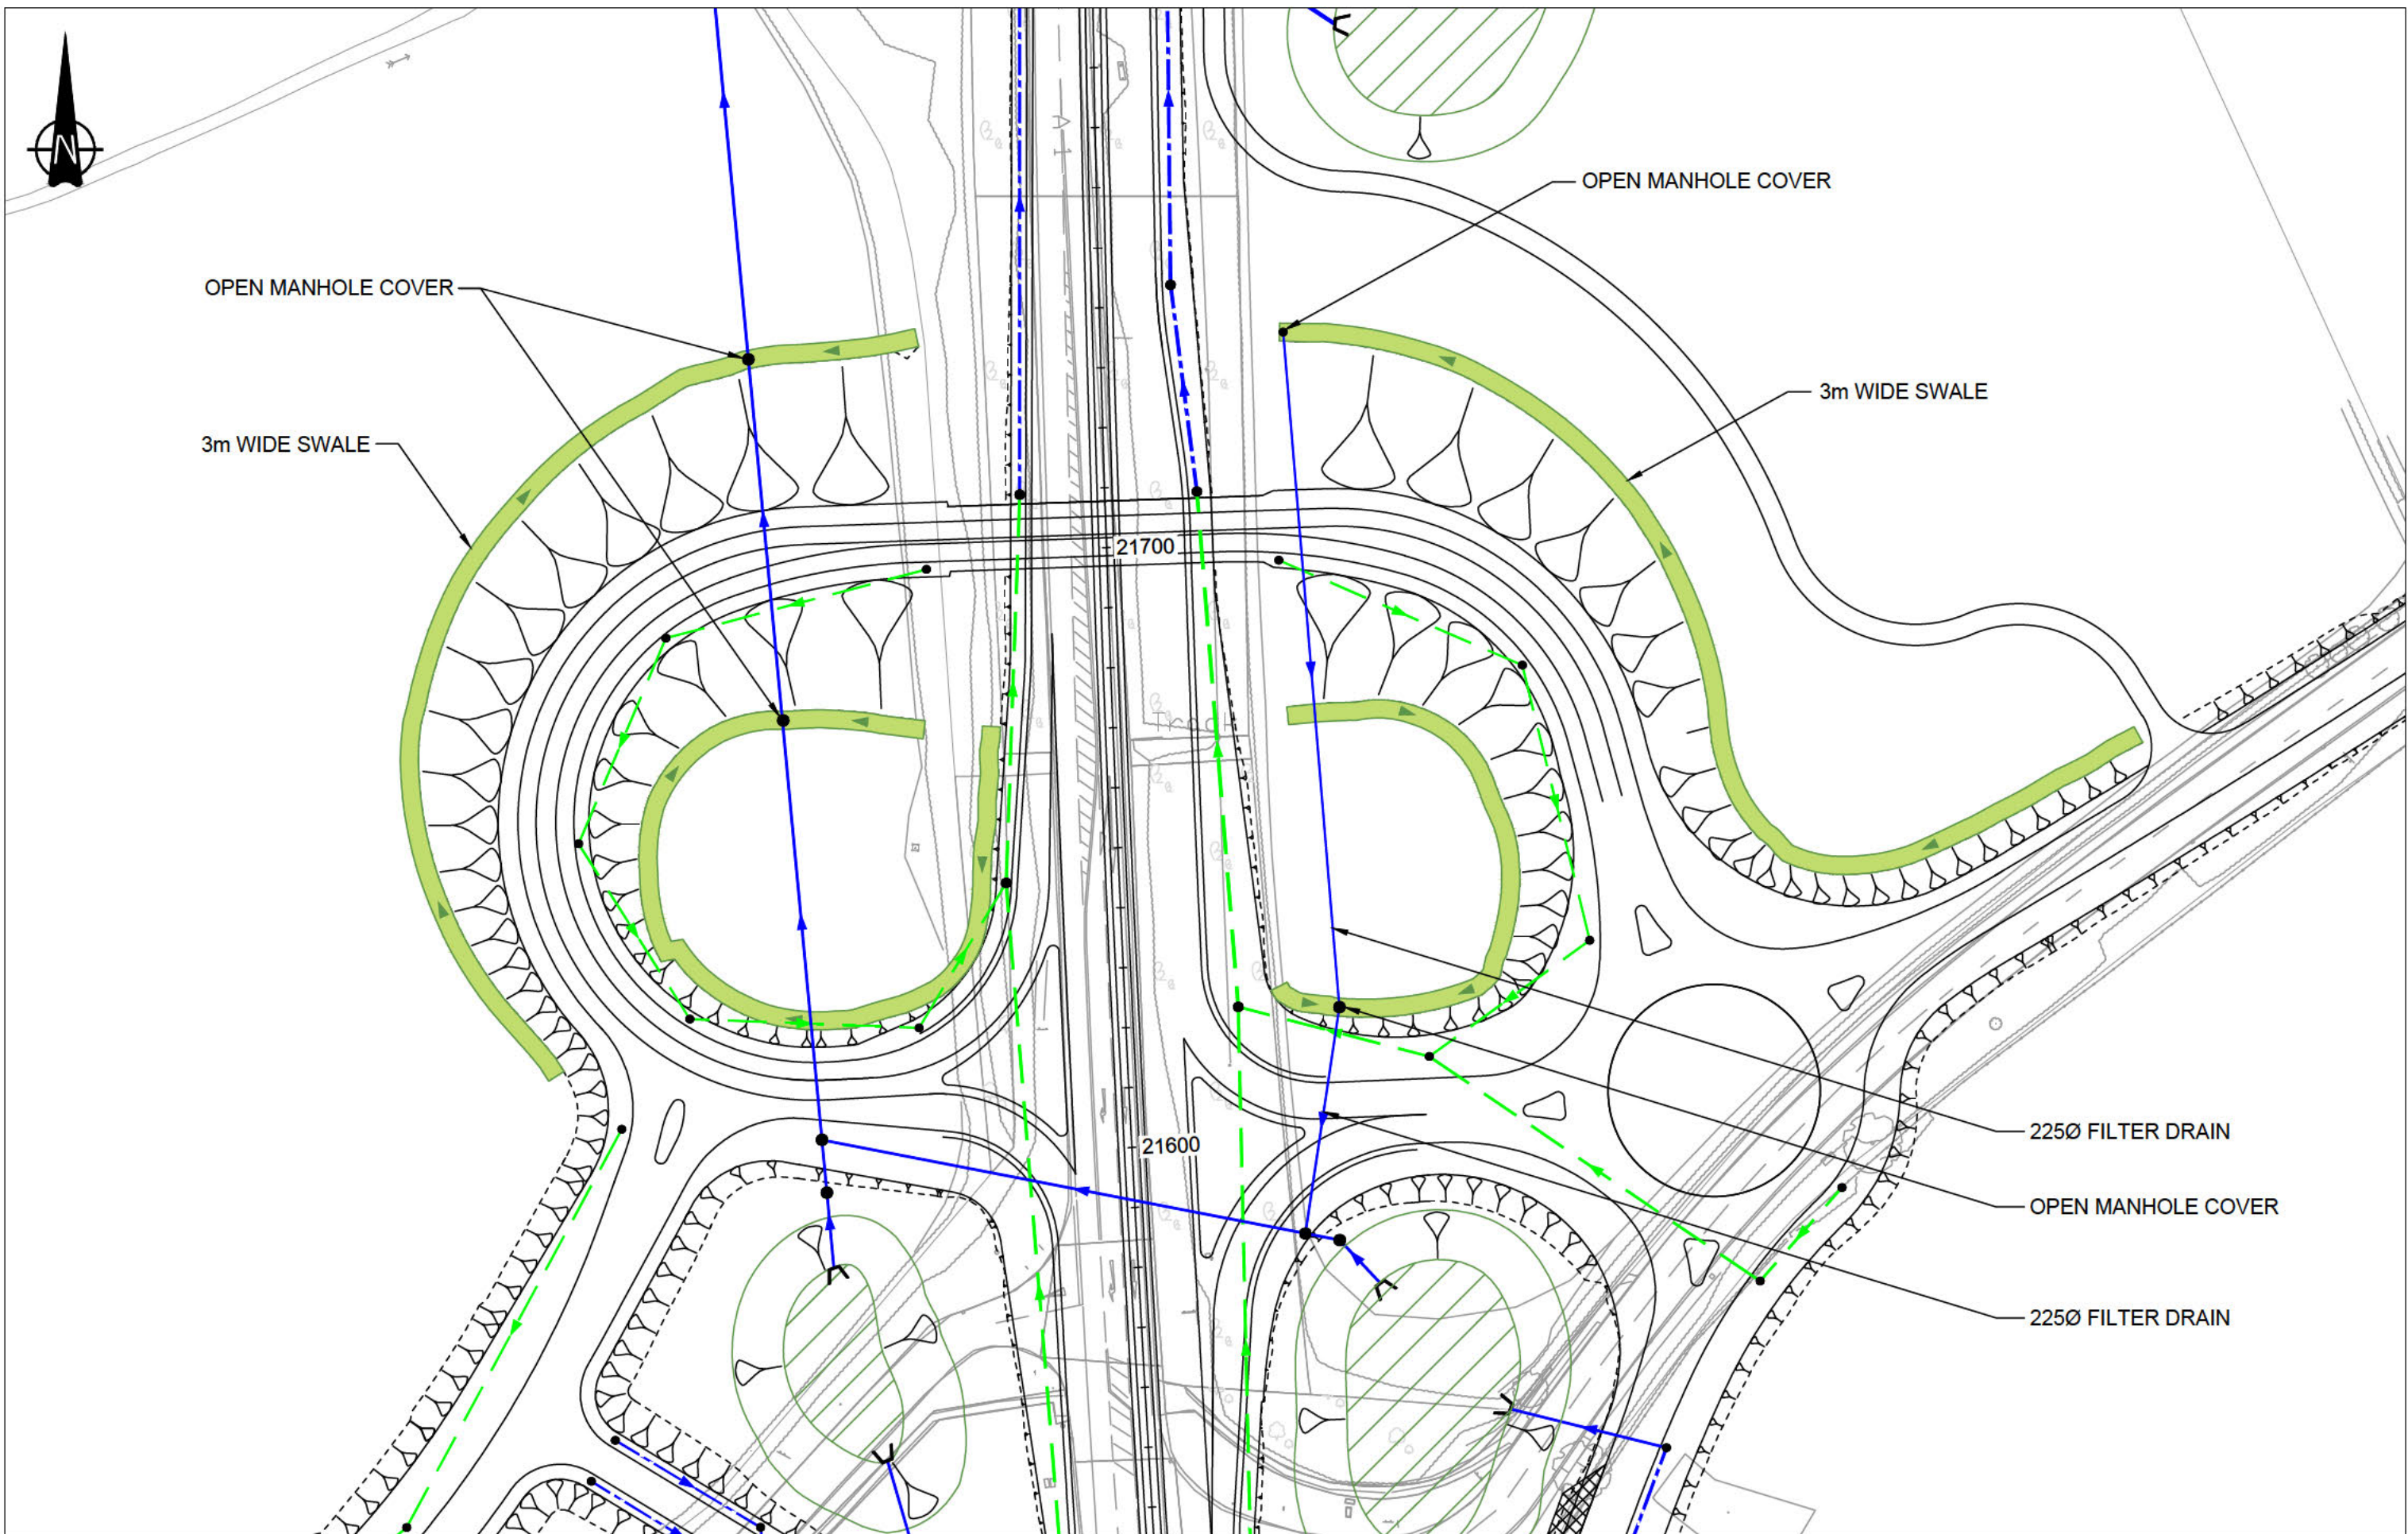 N
A1
OPEN MANHOLE COVER
OPEN MANHOLE COVER
3m WIDE SWALE
3m WIDE SWALE
21700
Track
225Ø FILTER DRAIN
21600
OPEN MANHOLE COVER
225Ø FILTER DRAIN